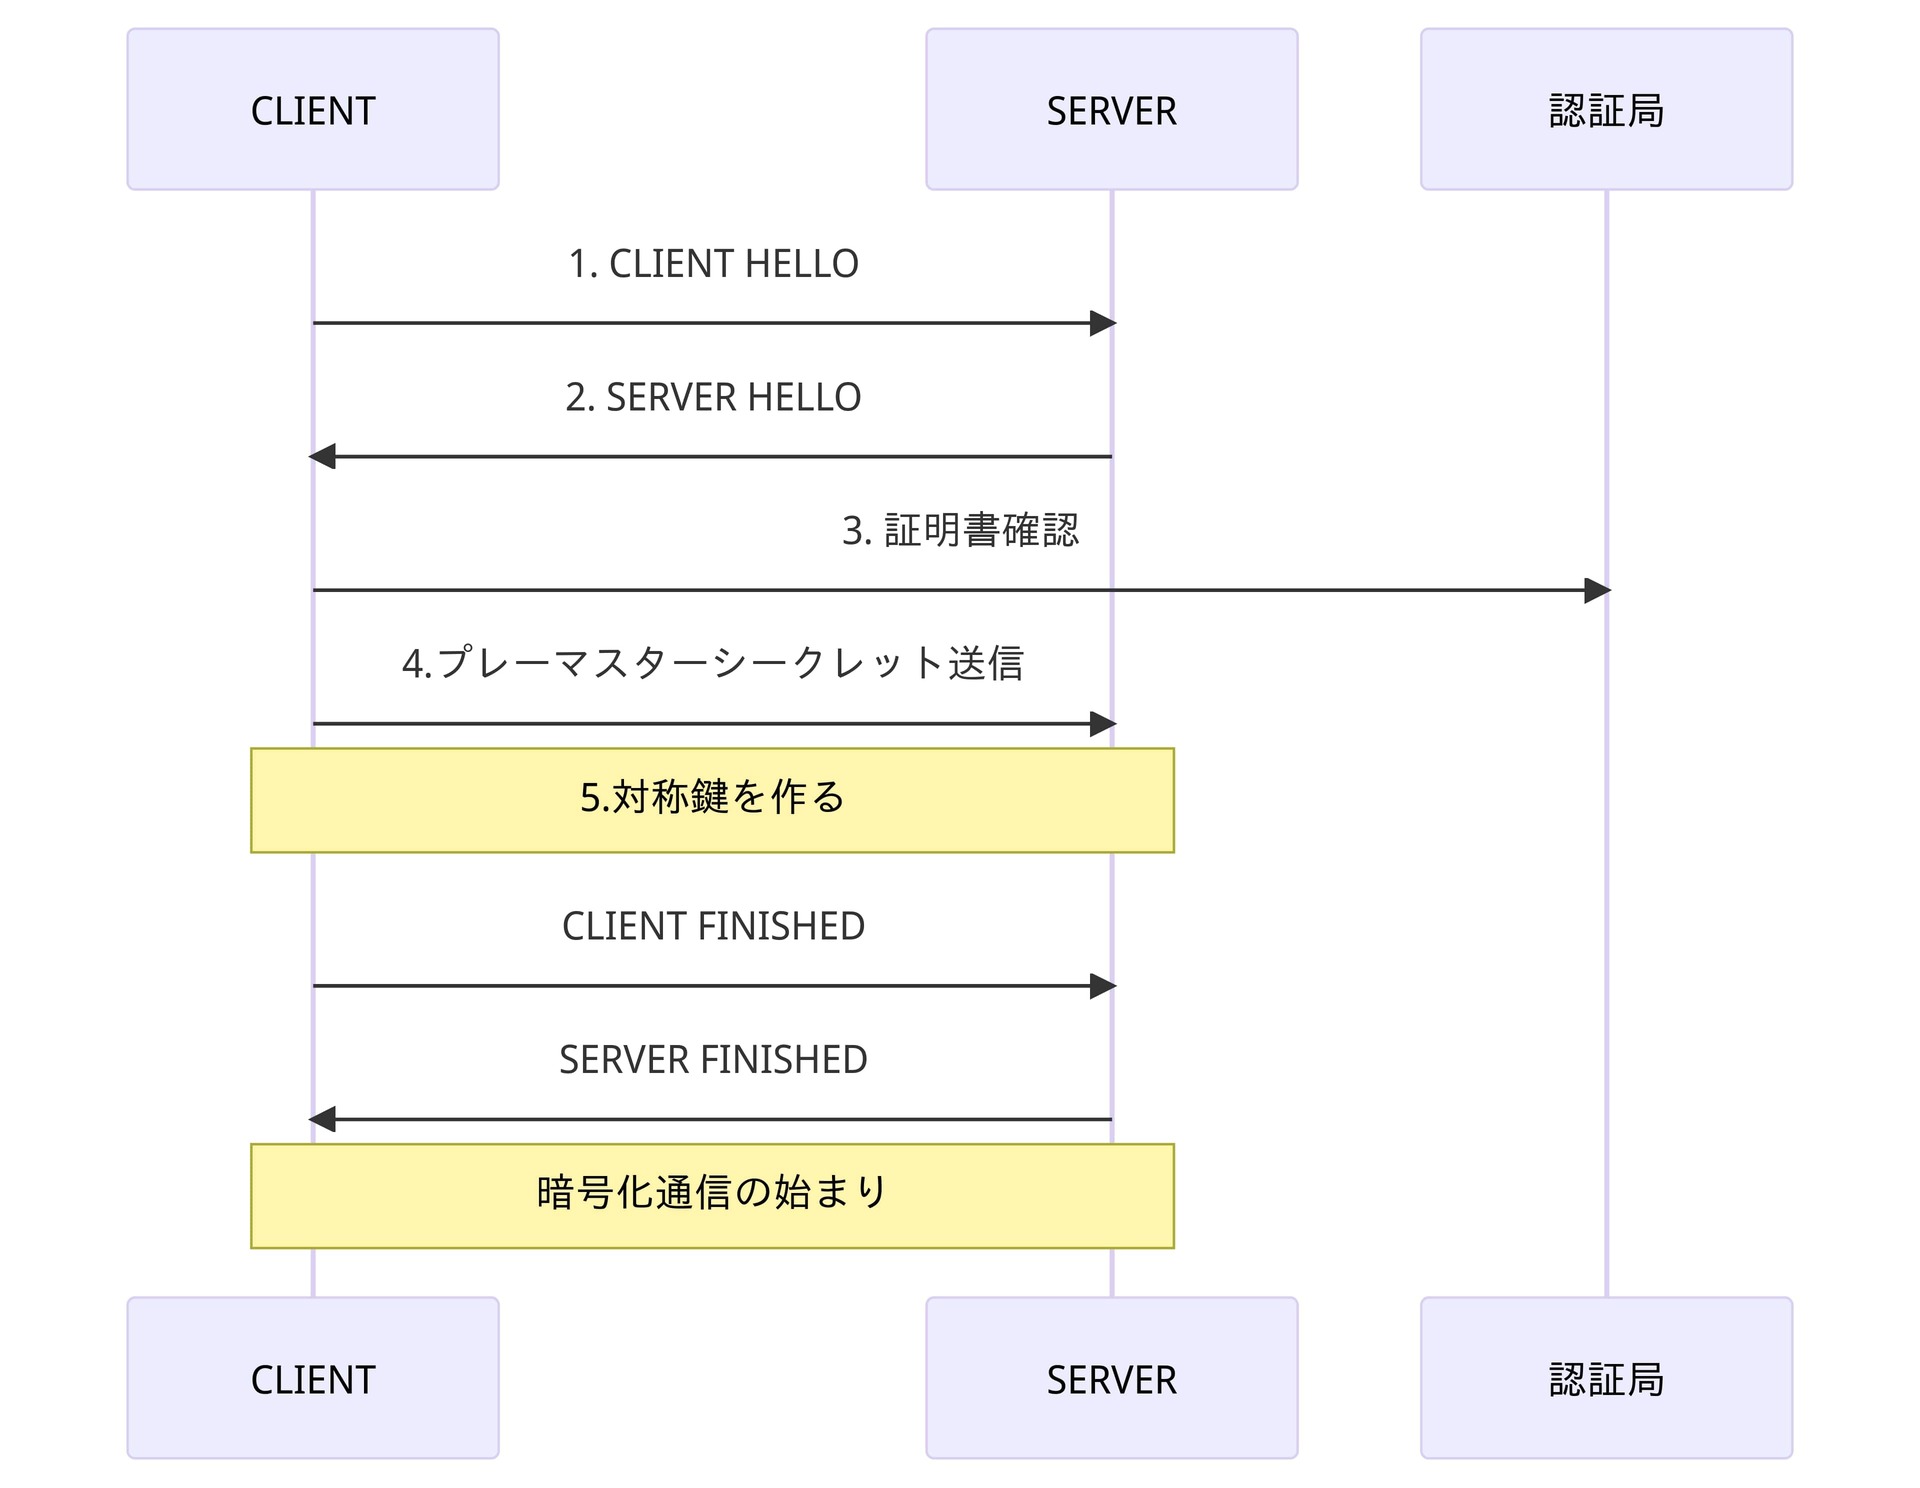 CLIENT
SERVER
認証局
1. CLIENT HELLO
2. SERVER HELLO
3. 証明書確認
4.プレーマスターシークレット送信
5.対称鍵を作る
CLIENT FINISHED
SERVER FINISHED
暗号化通信の始まり
CLIENT
SERVER
認証局